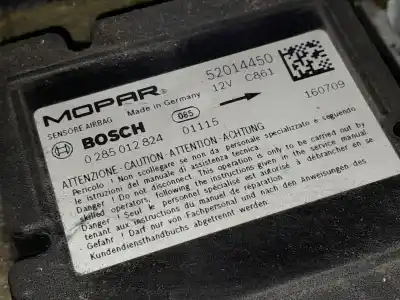 MOPAR
52014450
SENSORE AIRBAG
Made in Germany
12V C861
BOSCH
065
160709
0 285 012 824
01115
ATTENZIONE-CAUTION-ATTENTION-ACHTUNG
Pericolo ! Non scollegare se non da personale specializzato e seguendo
le istruzioni del manuale di assistenza tecnica
Danger ! Do not disconnect. This operation is only to be carried out by
skilled operators, following the instructions given in the service manual
Danger ! Seul le personnel spécialisé est autorisé à débrancher en se
tenant aux instructions du manuel de réparation
Gefahr ! Darf nur von Fachpersonal und nach den Anweisungen des
Kundendiensthandbuchs abgetrennt werden.